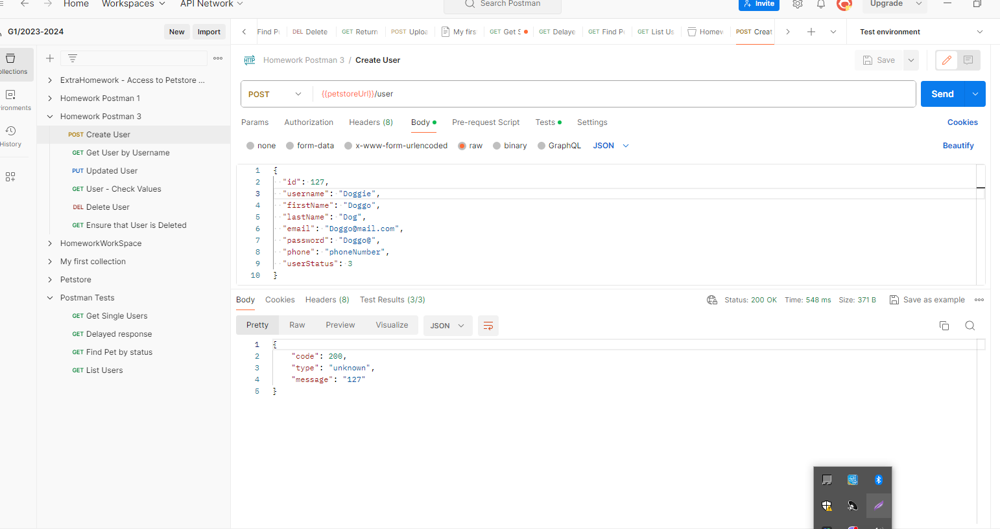 Home Workspaces API Network Search Postman Invite Upgrade
G1/2023-2024 New Import Find P DEL Delete GET Return POST Uploa My firs GET Get S GET Delaye GET Find P GET List Us Homew POST Creat Test environment
ollections
ironments
History
ExtraHomework - Access to Petstore ...
Homework Postman 1
Homework Postman 3
POST Create User
GET Get User by Username
PUT Updated User
GET User - Check Values
DEL Delete User
GET Ensure that User is Deleted
HomeworkWorkSpace
My first collection
Petstore
Postman Tests
GET Get Single Users
GET Delayed response
GET Find Pet by status
GET List Users
HTTP Homework Postman 3 / Create User Save
POST {{petstoreUrl}}/user Send
Params Authorization Headers (8) Body Pre-request Script Tests Settings Cookies
none form-data x-www-form-urlencoded raw binary GraphQL JSON Beautify
1 {
2 "id": 127,
3 "username": "Doggie",
4 "firstName": "Doggo",
5 "lastName": "Dog",
6 "email": "Doggo@mail.com",
7 "password": "Doggo@",
8 "phone": "phoneNumber",
9 "userStatus": 3
10 }
Body Cookies Headers (8) Test Results (3/3) Status: 200 OK Time: 548 ms Size: 371 B Save as example
Pretty Raw Preview Visualize JSON
1 {
2 "code": 200,
3 "type": "unknown",
4 "message": "127"
5 }